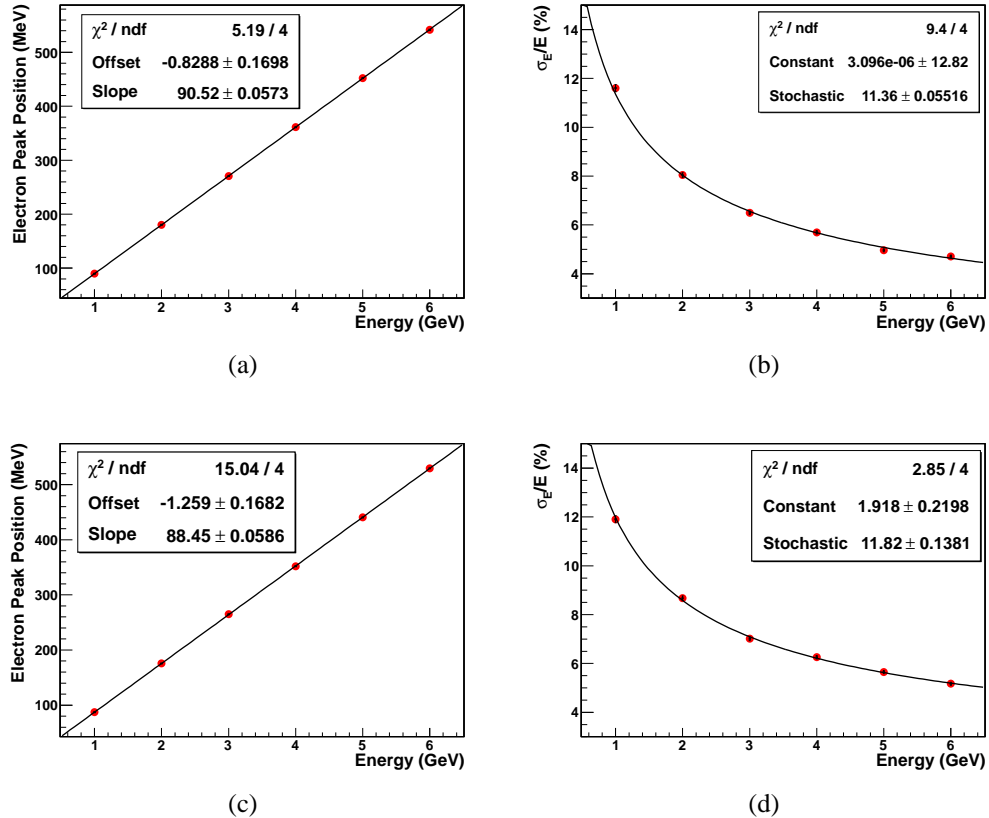 Electron Peak Position (MeV)
500
400
300
200
100
χ² / ndf 5.19 / 4
Offset -0.8288 ± 0.1698
Slope 90.52 ± 0.0573
1 2 3 4 5 6
Energy (GeV)
(a)
σE/E (%)
14
12
10
8
6
4
χ² / ndf 9.4 / 4
Constant 3.096e-06 ± 12.82
Stochastic 11.36 ± 0.05516
1 2 3 4 5 6
Energy (GeV)
(b)
Electron Peak Position (MeV)
500
400
300
200
100
χ² / ndf 15.04 / 4
Offset -1.259 ± 0.1682
Slope 88.45 ± 0.0586
1 2 3 4 5 6
Energy (GeV)
(c)
σE/E (%)
14
12
10
8
6
4
χ² / ndf 2.85 / 4
Constant 1.918 ± 0.2198
Stochastic 11.82 ± 0.1381
1 2 3 4 5 6
Energy (GeV)
(d)